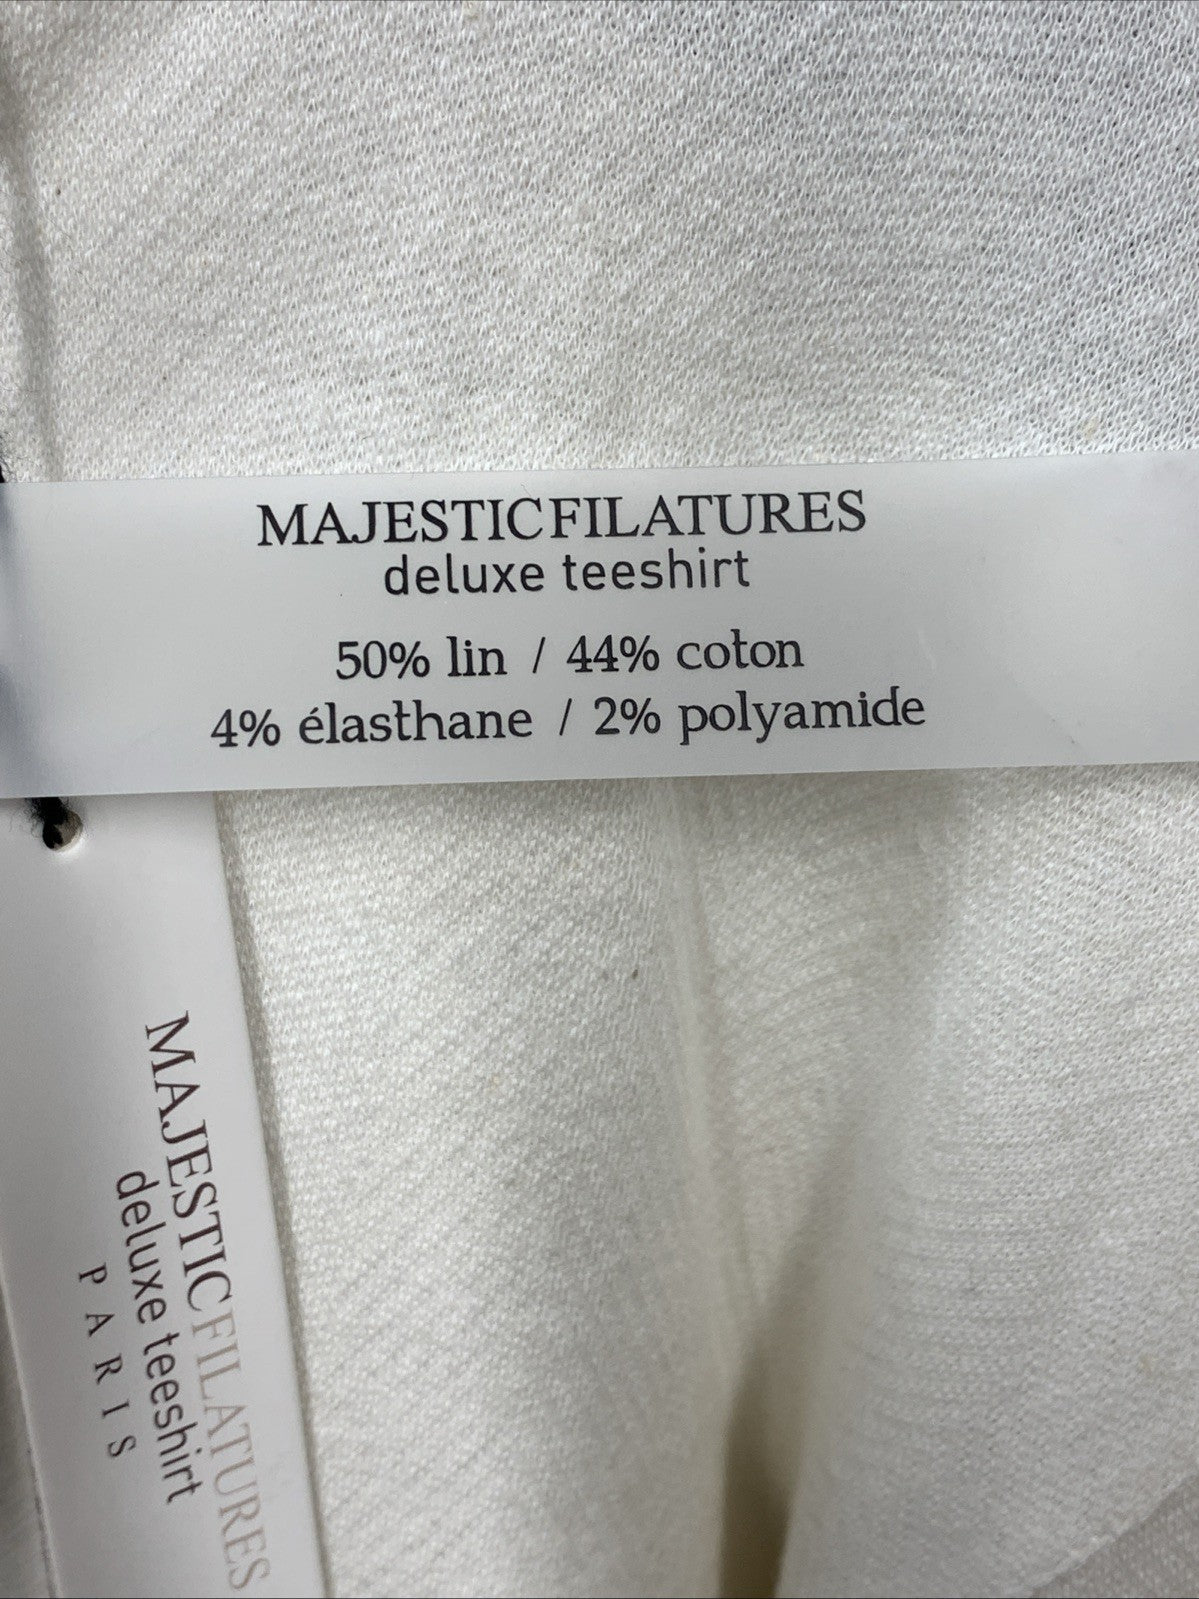 MAJESTICFILATURES
deluxe teeshirt
50% lin / 44% coton
4% élasthane / 2% polyamide
MAJESTICFILATURES
deluxe teeshirt
PARIS